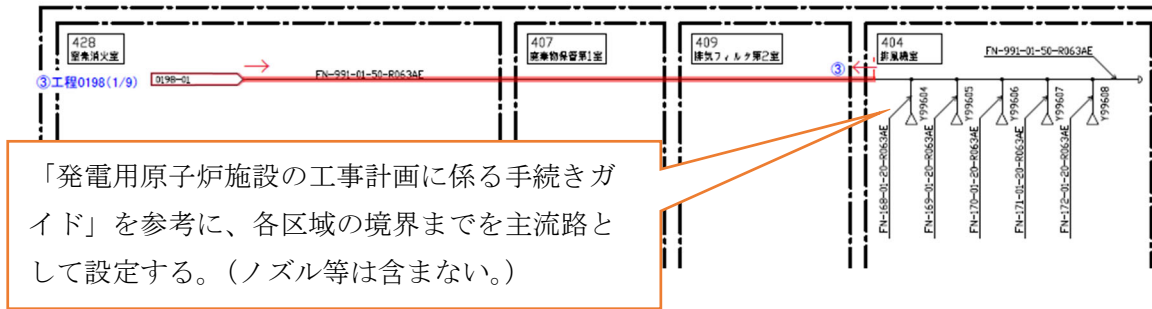 428
窒素消火室
407
廃棄物保管第1室
409
排気フィルタ第2室
404
排風機室
③工程0198(1/9)
0198-01
FN-991-01-50-R063AE
③
FN-991-01-50-R063AE
Y99604
Y99605
Y99606
Y99607
Y99608
FN-168-01-20-R063AE
FN-169-01-20-R063AE
FN-170-01-20-R063AE
FN-171-01-20-R063AE
FN-172-01-20-R063AE
「発電用原子炉施設の工事計画に係る手続きガ
イド」を参考に、各区域の境界までを主流路と
して設定する。（ノズル等は含まない。）